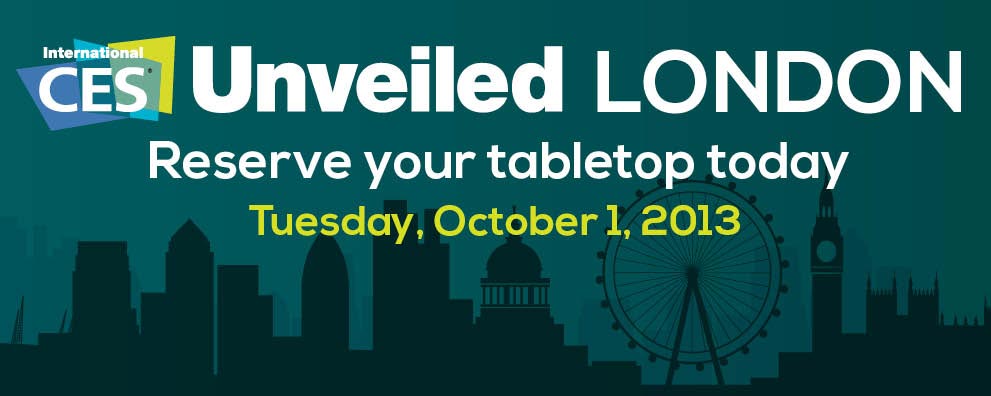 International
CES
Unveiled LONDON
Reserve your tabletop today
Tuesday, October 1, 2013